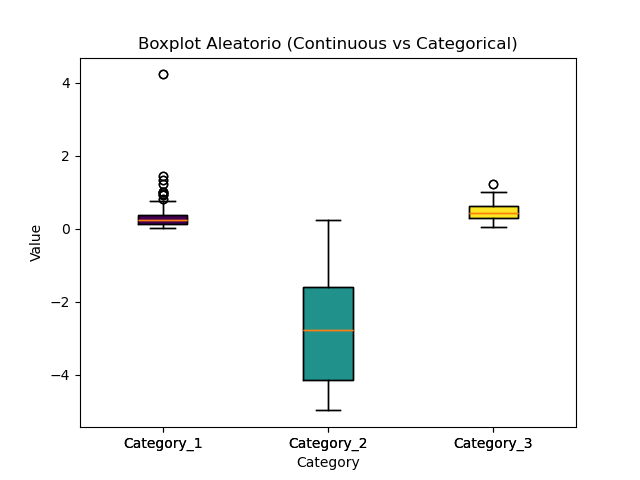 Boxplot Aleatorio (Continuous vs Categorical)
4
2
0
−2
−4
Value
Category_1 Category_2 Category_3
Category